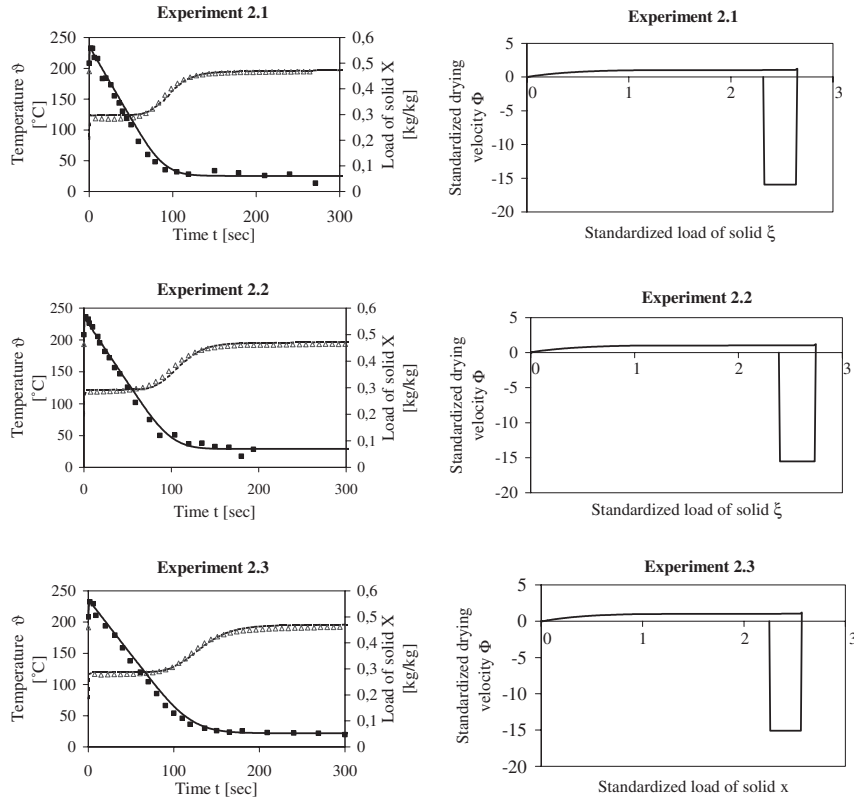 Experiment 2.1
Temperature ϑ
[˚C]
250
200
150
100
50
0
0,6
0,5
0,4
0,3
0,2
0,1
0
Load of solid X
[kg/kg]
0 100 200 300
Time t [sec]
Experiment 2.1
Standardized drying
velocity Φ
5
0
-5
-10
-15
-20
0 1 2 3
Standardized load of solid ξ
Experiment 2.2
Temperature ϑ
[˚C]
250
200
150
100
50
0
0,6
0,5
0,4
0,3
0,2
0,1
0
Load of solid X
[kg/kg]
0 100 200 300
Time t [sec]
Experiment 2.2
Standardized drying
velocity Φ
5
0
-5
-10
-15
-20
0 1 2 3
Standardized load of solid ξ
Experiment 2.3
Temperature ϑ
[˚C]
250
200
150
100
50
0
0,6
0,5
0,4
0,3
0,2
0,1
0
Load of solid X
[kg/kg]
0 100 200 300
Time t [sec]
Experiment 2.3
Standardized drying
velocity Φ
5
0
-5
-10
-15
-20
0 1 2 3
Standardized load of solid x